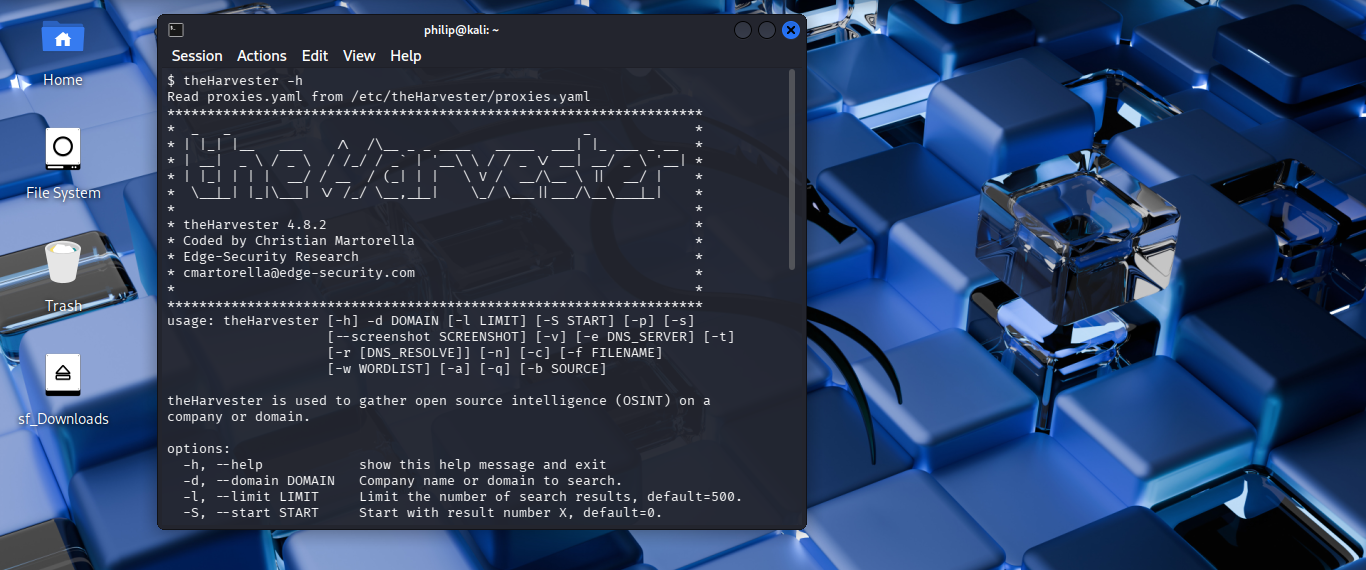 Home
File System
Trash
sf_Downloads
philip@kali: ~
Session Actions Edit View Help
$ theHarvester -h
Read proxies.yaml from /etc/theHarvester/proxies.yaml
*******************************************************************
* theHarvester *
* *
* theHarvester 4.8.2 *
* Coded by Christian Martorella *
* Edge-Security Research *
* cmartorella@edge-security.com *
* *
*******************************************************************
usage: theHarvester [-h] -d DOMAIN [-l LIMIT] [-S START] [-p] [-s]
[--screenshot SCREENSHOT] [-v] [-e DNS_SERVER] [-t]
[-r [DNS_RESOLVE]] [-n] [-c] [-f FILENAME]
[-w WORDLIST] [-a] [-q] [-b SOURCE]
theHarvester is used to gather open source intelligence (OSINT) on a
company or domain.
options:
-h, --help show this help message and exit
-d, --domain DOMAIN Company name or domain to search.
-l, --limit LIMIT Limit the number of search results, default=500.
-S, --start START Start with result number X, default=0.